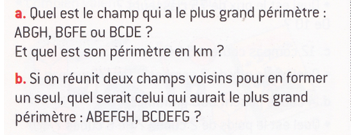 a. Quel est le champ qui a le plus grand périmètre :
ABGH, BGFE ou BCDE ?
Et quel est son périmètre en km ?
b. Si on réunit deux champs voisins pour en former
un seul, quel serait celui qui aurait le plus grand
périmètre : ABEFGH, BCDEFG ?